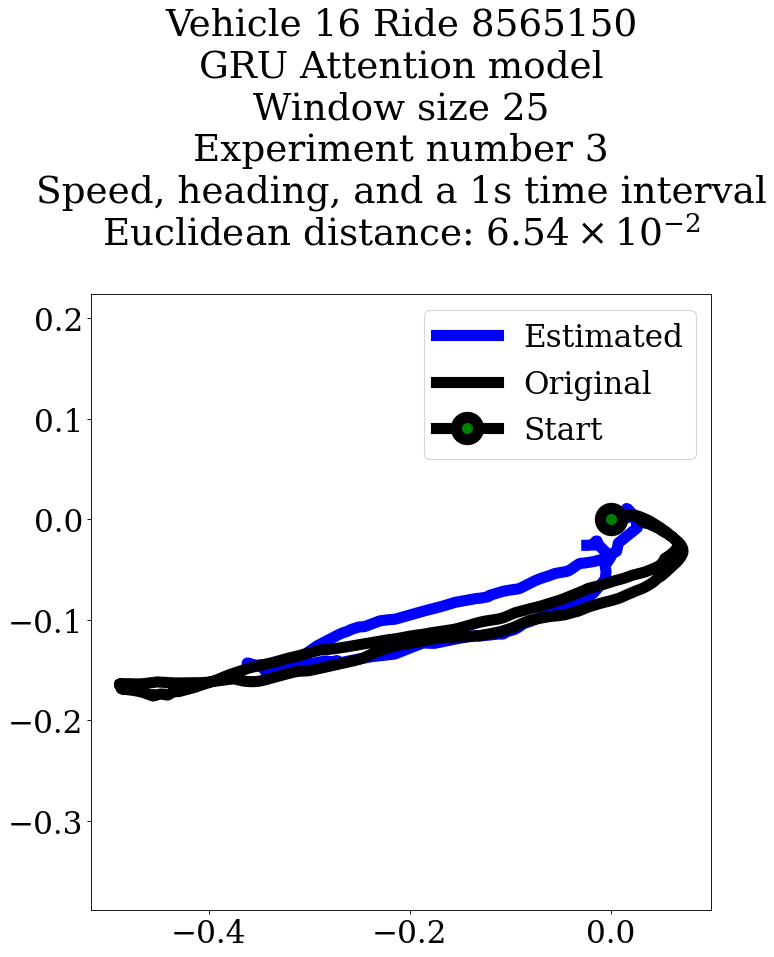 Vehicle 16 Ride 8565150
GRU Attention model
Window size 25
Experiment number 3
Speed, heading, and a 1s time interval
Euclidean distance: 6.54 × 10⁻²
Estimated
Original
Start
0.2
0.1
0.0
−0.1
−0.2
−0.3
−0.4
−0.2
0.0